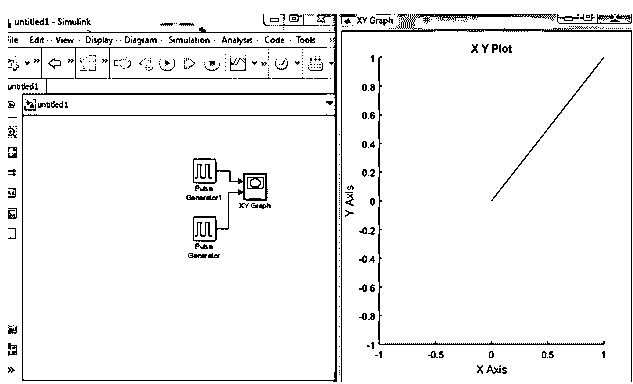 untitled1 - Simulink
File Edit View Display Diagram Simulation Analysis Code Tools
untitled1
untitled1
Pulse
Generator1
XY Graph
Pulse
Generator
XY Graph
X Y Plot
1
0.8
0.6
0.4
0.2
0
-0.2
-0.4
-0.6
-0.8
-1
Y Axis
-1 -0.5 0 0.5 1
X Axis